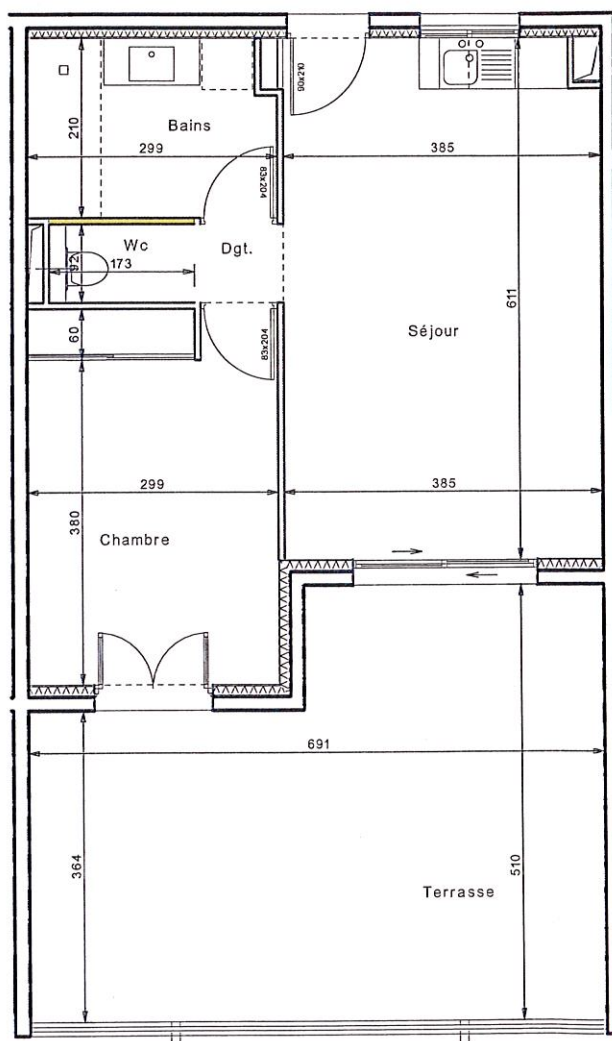 90x210
210
Bains
299
385
83x204
Wc
Dgt.
92
173
611
60
83x204
Séjour
299
385
380
Chambre
691
364
510
Terrasse